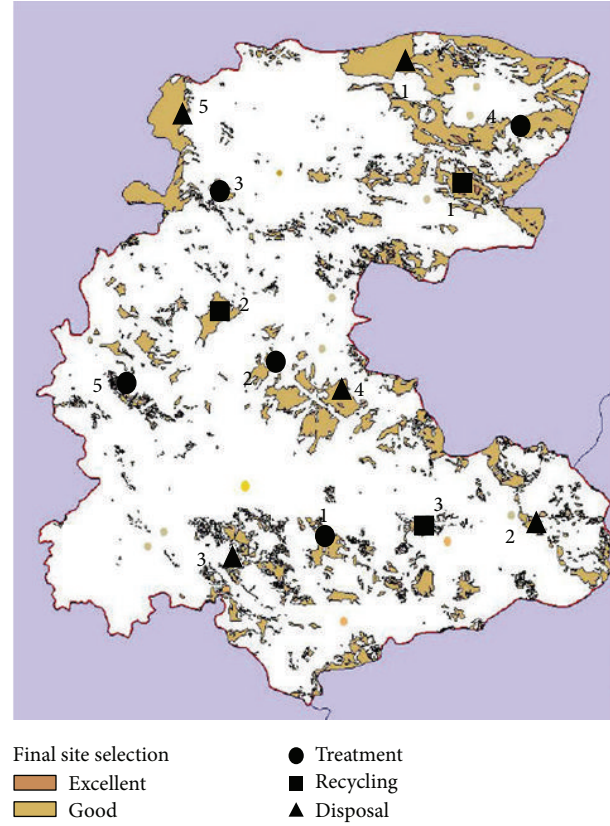 1
5
4
3
1
2
2
5
4
3
1
2
3
Final site selection
Excellent
Good
Treatment
Recycling
Disposal